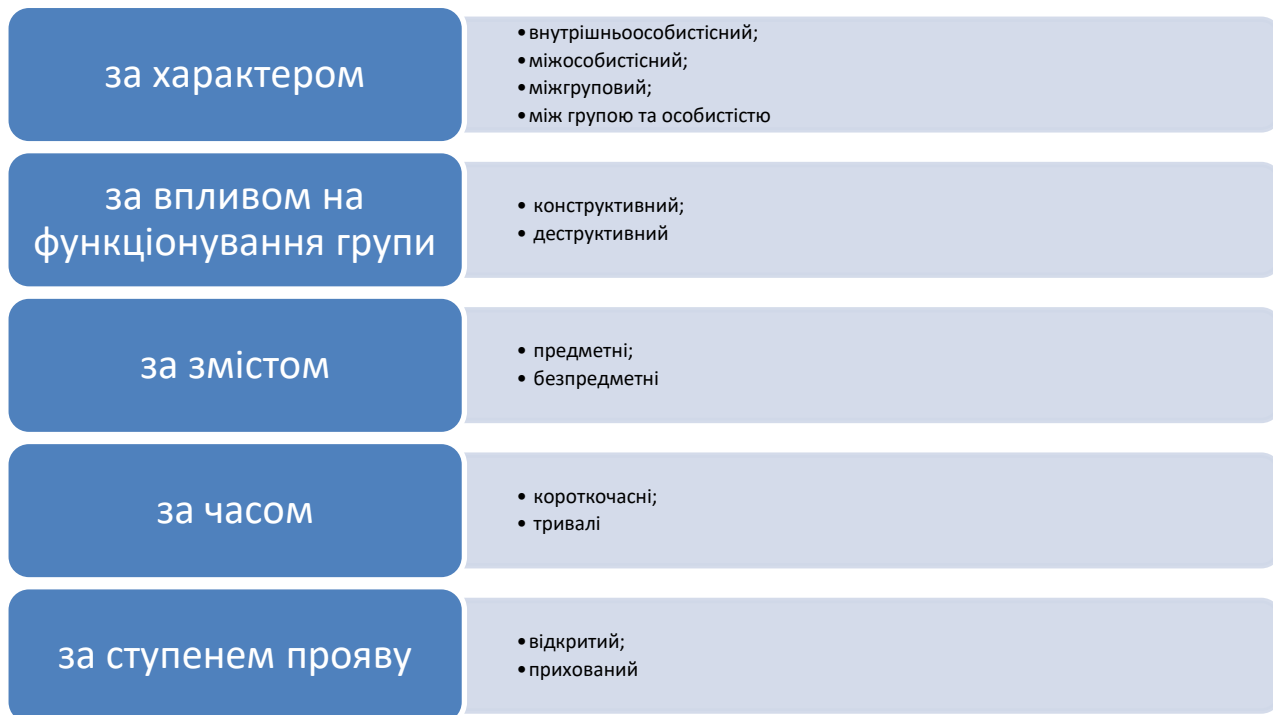 за характером
•внутрішньоособистісний;
•міжособистісний;
•міжгруповий;
•між групою та особистістю
за впливом на
функціонування групи
• конструктивний;
• деструктивний
за змістом
• предметні;
• безпредметні
за часом
• короткочасні;
• тривалі
за ступенем прояву
•відкритий;
•прихований